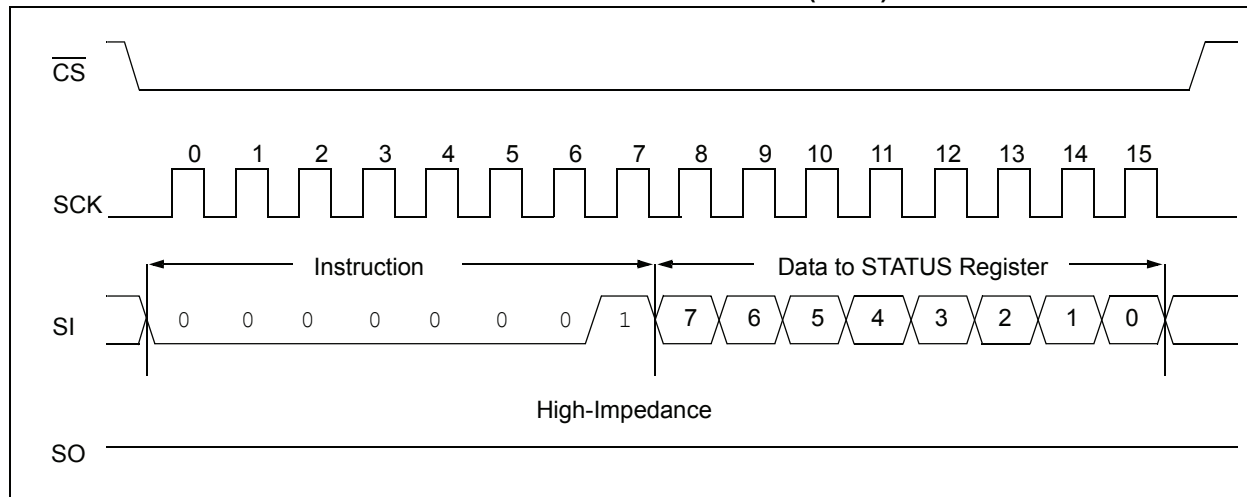 CS
0 1 2 3 4 5 6 7 8 9 10 11 12 13 14 15
SCK
Instruction Data to STATUS Register
SI 0 0 0 0 0 0 0 1 7 6 5 4 3 2 1 0
High-Impedance
SO